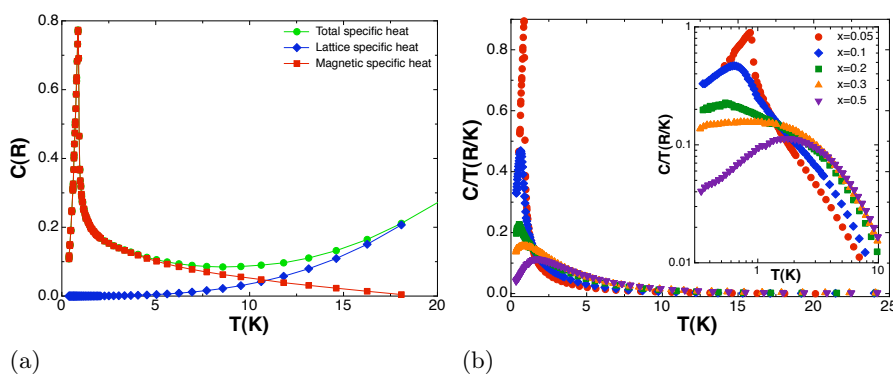 0.8
0.6
0.4
0.2
0.0
C(R)
0
5
10
15
20
T(K)
Total specific heat
Lattice specific heat
Magnetic specific heat
(a)
0.8
0.6
0.4
0.2
0.0
C/T(R/K)
0
5
10
15
20
25
T(K)
1
0.1
0.01
C/T(R/K)
1
10
T(K)
x=0.05
x=0.1
x=0.2
x=0.3
x=0.5
(b)